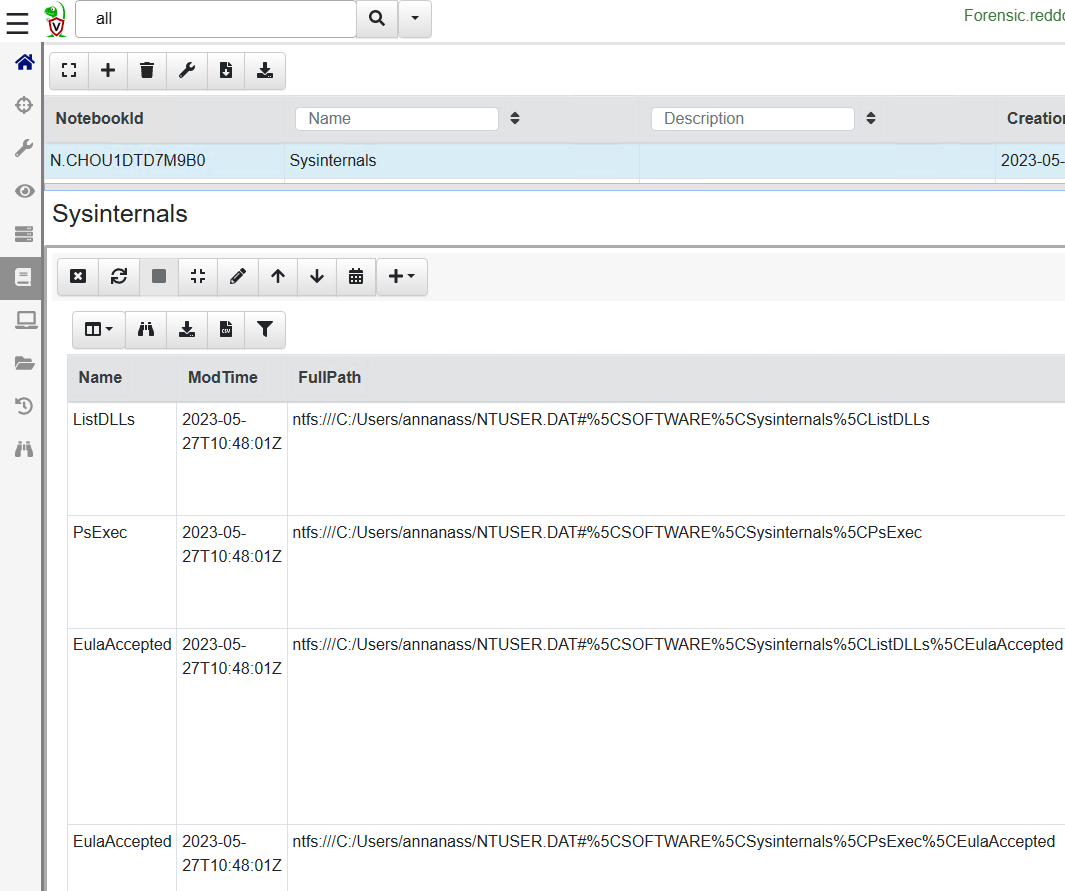 all
Forensic.reddo
NotebookId Name Description Creation
N.CHOU1DTD7M9B0 Sysinternals 2023-05-
Sysinternals
Name ModTime FullPath
ListDLLs 2023-05- ntfs:///C:/Users/annanass/NTUSER.DAT#%5CSOFTWARE%5CSysinternals%5CListDLLs
27T10:48:01Z
PsExec 2023-05- ntfs:///C:/Users/annanass/NTUSER.DAT#%5CSOFTWARE%5CSysinternals%5CPsExec
27T10:48:01Z
EulaAccepted 2023-05- ntfs:///C:/Users/annanass/NTUSER.DAT#%5CSOFTWARE%5CSysinternals%5CListDLLs%5CEulaAccepted
27T10:48:01Z
EulaAccepted 2023-05- ntfs:///C:/Users/annanass/NTUSER.DAT#%5CSOFTWARE%5CSysinternals%5CPsExec%5CEulaAccepted
27T10:48:01Z